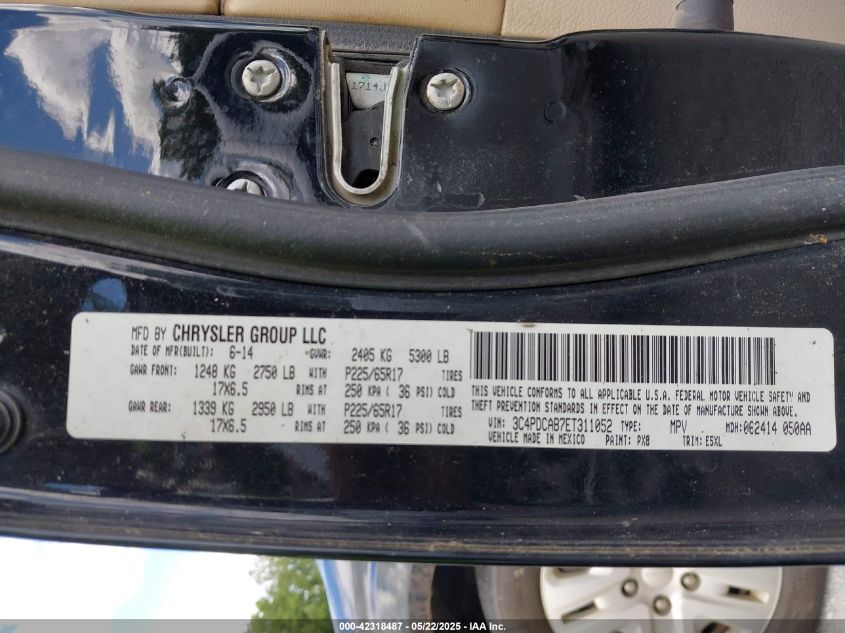 1714J
MFD BY CHRYSLER GROUP LLC
DATE OF MFR(BUILT): 6-14 GVWR: 2405 KG 5300 LB
GAWR FRONT: 1248 KG 2750 LB WITH P225/65R17 TIRES
17X6.5 RIMS AT 250 KPA ( 36 PSI) COLD
GAWR REAR: 1339 KG 2950 LB WITH P225/65R17 TIRES
17X6.5 RIMS AT 250 KPA ( 36 PSI) COLD
THIS VEHICLE CONFORMS TO ALL APPLICABLE U.S.A. FEDERAL MOTOR VEHICLE SAFETY AND
THEFT PREVENTION STANDARDS IN EFFECT ON THE DATE OF MANUFACTURE SHOWN ABOVE.
VIN: 3C4PDCAB7ET311052 TYPE: MPV MDH: 062414 050AA
VEHICLE MADE IN MEXICO PAINT: PX8 TRIM: E5XL
000-42318487 - 05/22/2025 - IAA, Inc.